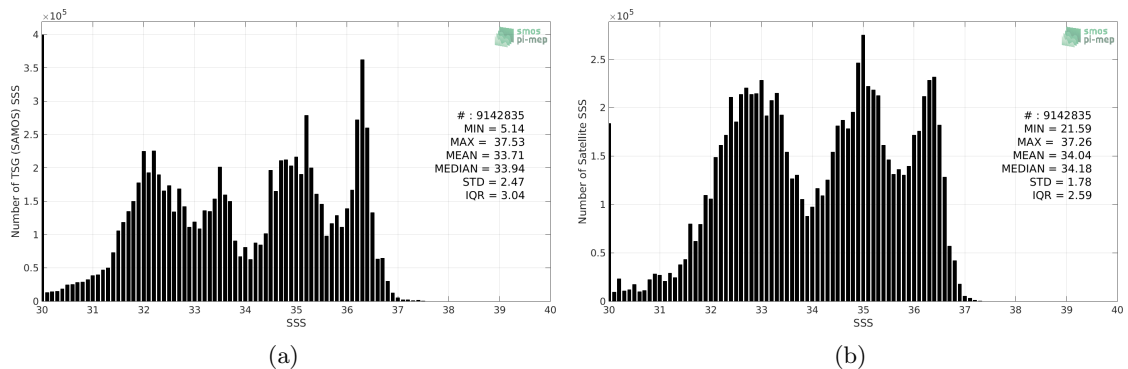 ×10⁵
smos
pi-mep
Number of TSG (SAMOS) SSS
4
3.5
3
2.5
2
1.5
1
0.5
0
# : 9142835
MIN = 5.14
MAX = 37.53
MEAN = 33.71
MEDIAN = 33.94
STD = 2.47
IQR = 3.04
30 31 32 33 34 35 36 37 38 39 40
SSS
(a)
×10⁵
smos
pi-mep
Number of Satellite SSS
2.5
2
1.5
1
0.5
0
# : 9142835
MIN = 21.59
MAX = 37.26
MEAN = 34.04
MEDIAN = 34.18
STD = 1.78
IQR = 2.59
30 31 32 33 34 35 36 37 38 39 40
SSS
(b)